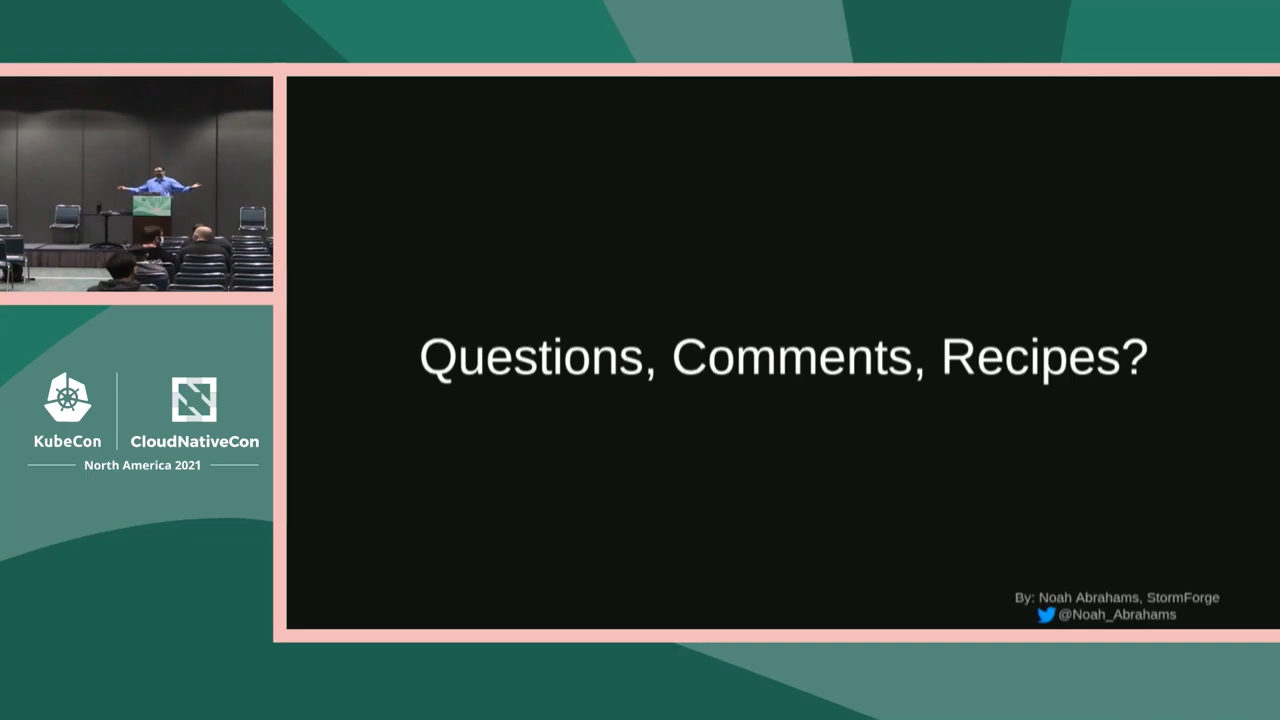 Questions, Comments, Recipes?
By: Noah Abrahams, StormForge
@Noah_Abrahams
KubeCon
CloudNativeCon
North America 2021